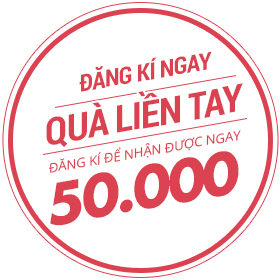 ĐĂNG KÍ NGAY
QUÀ LIỀN TAY
ĐĂNG KÍ ĐỂ NHẬN ĐƯỢC NGAY
50.000